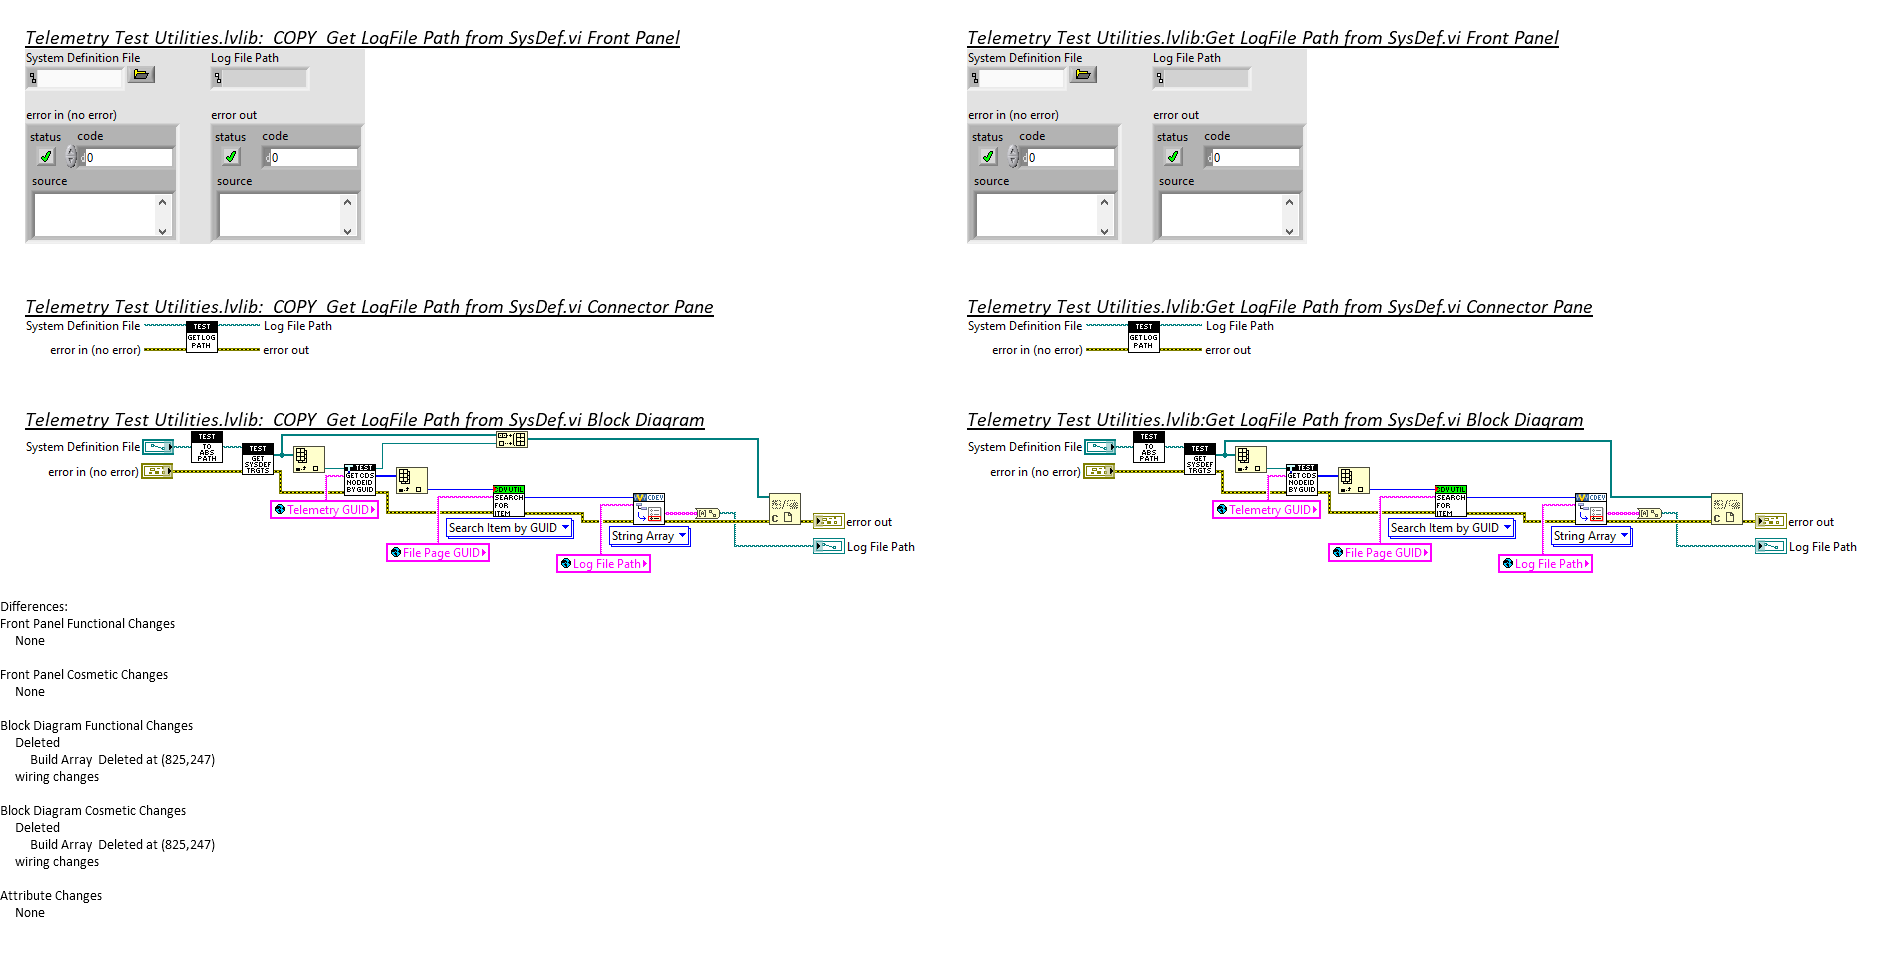 Telemetry Test Utilities.lvlib:  COPY  Get LogFile Path from SysDef.vi Front Panel
System Definition File
Log File Path
error in (no error)
error out
status
code
status
code
0
0
source
source
Telemetry Test Utilities.lvlib:  COPY  Get LogFile Path from SysDef.vi Connector Pane
System Definition File
TEST
GET LOG
PATH
Log File Path
error in (no error)
error out
Telemetry Test Utilities.lvlib:  COPY  Get LogFile Path from SysDef.vi Block Diagram
System Definition File
error in (no error)
TEST
TO
ABS
PATH
TEST
GET
SYSDEF
TRGTS
TEST
GET CDS
NODEID
BY GUID
Telemetry GUID
CDV UTIL
SEARCH
FOR
ITEM
Search Item by GUID
File Page GUID
CDEV
String Array
Log File Path
error out
Log File Path
Telemetry Test Utilities.lvlib:Get LogFile Path from SysDef.vi Front Panel
System Definition File
Log File Path
error in (no error)
error out
status
code
status
code
0
0
source
source
Telemetry Test Utilities.lvlib:Get LogFile Path from SysDef.vi Connector Pane
System Definition File
TEST
GET LOG
PATH
Log File Path
error in (no error)
error out
Telemetry Test Utilities.lvlib:Get LogFile Path from SysDef.vi Block Diagram
System Definition File
error in (no error)
TEST
TO
ABS
PATH
TEST
GET
SYSDEF
TRGTS
TEST
GET CDS
NODEID
BY GUID
Telemetry GUID
CDV UTIL
SEARCH
FOR
ITEM
Search Item by GUID
File Page GUID
CDEV
String Array
Log File Path
error out
Log File Path
Differences:
Front Panel Functional Changes
None
Front Panel Cosmetic Changes
None
Block Diagram Functional Changes
Deleted
Build Array  Deleted at (825,247)
wiring changes
Block Diagram Cosmetic Changes
Deleted
Build Array  Deleted at (825,247)
wiring changes
Attribute Changes
None